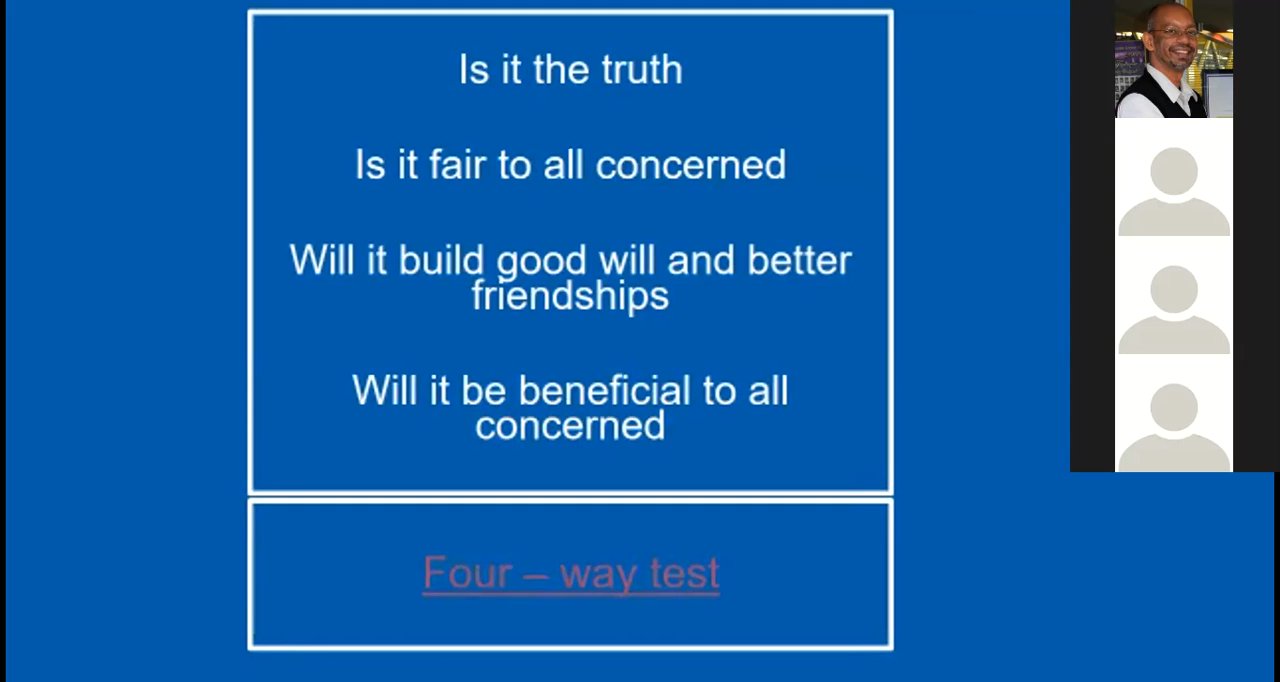 Is it the truth
Is it fair to all concerned
Will it build good will and better
friendships
Will it be beneficial to all
concerned
Four – way test